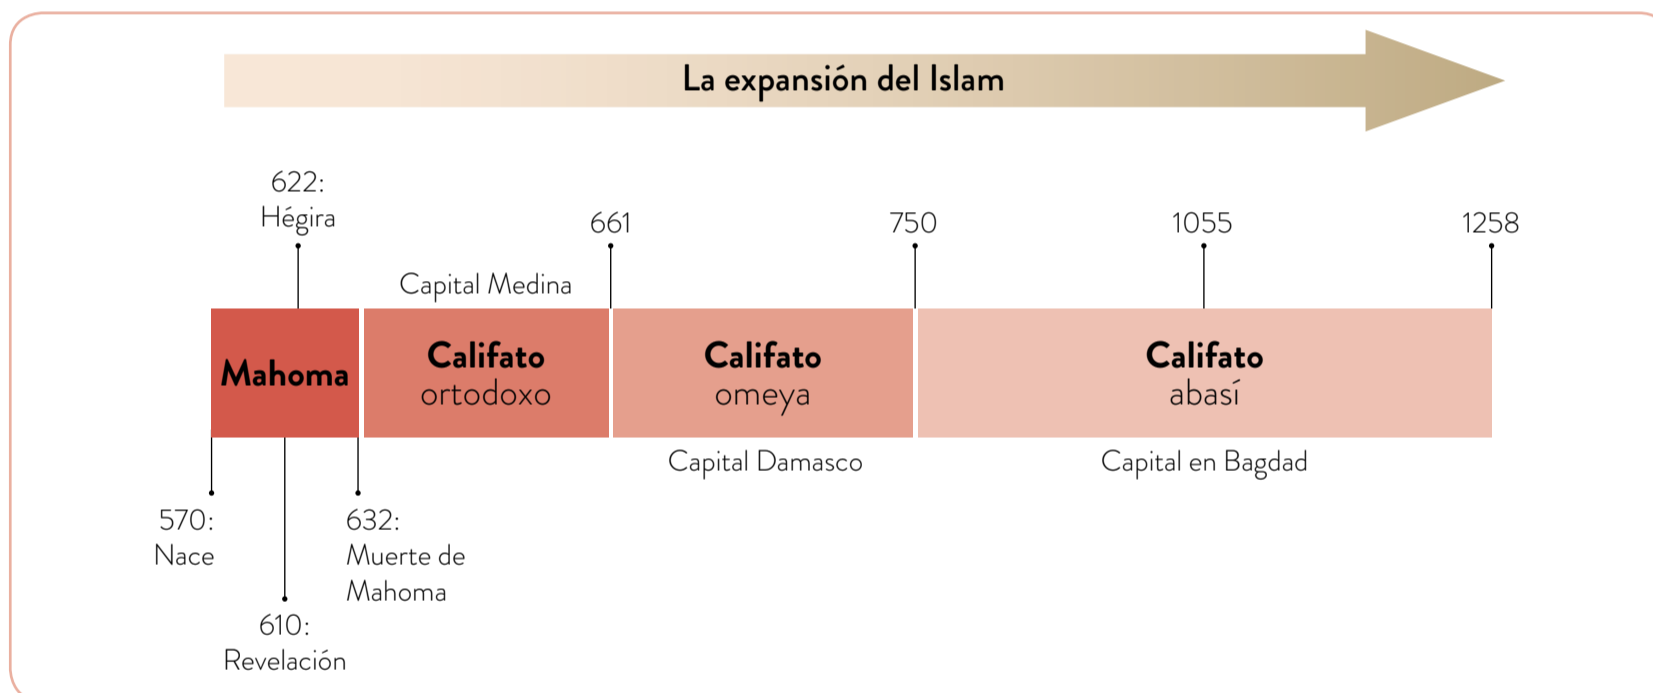 La expansión del Islam
622:
Hégira
661
750
1055
1258
Capital Medina
Mahoma
Califato
ortodoxo
Califato
omeya
Califato
abasí
Capital Damasco
Capital en Bagdad
570:
Nace
632:
Muerte de
Mahoma
610:
Revelación